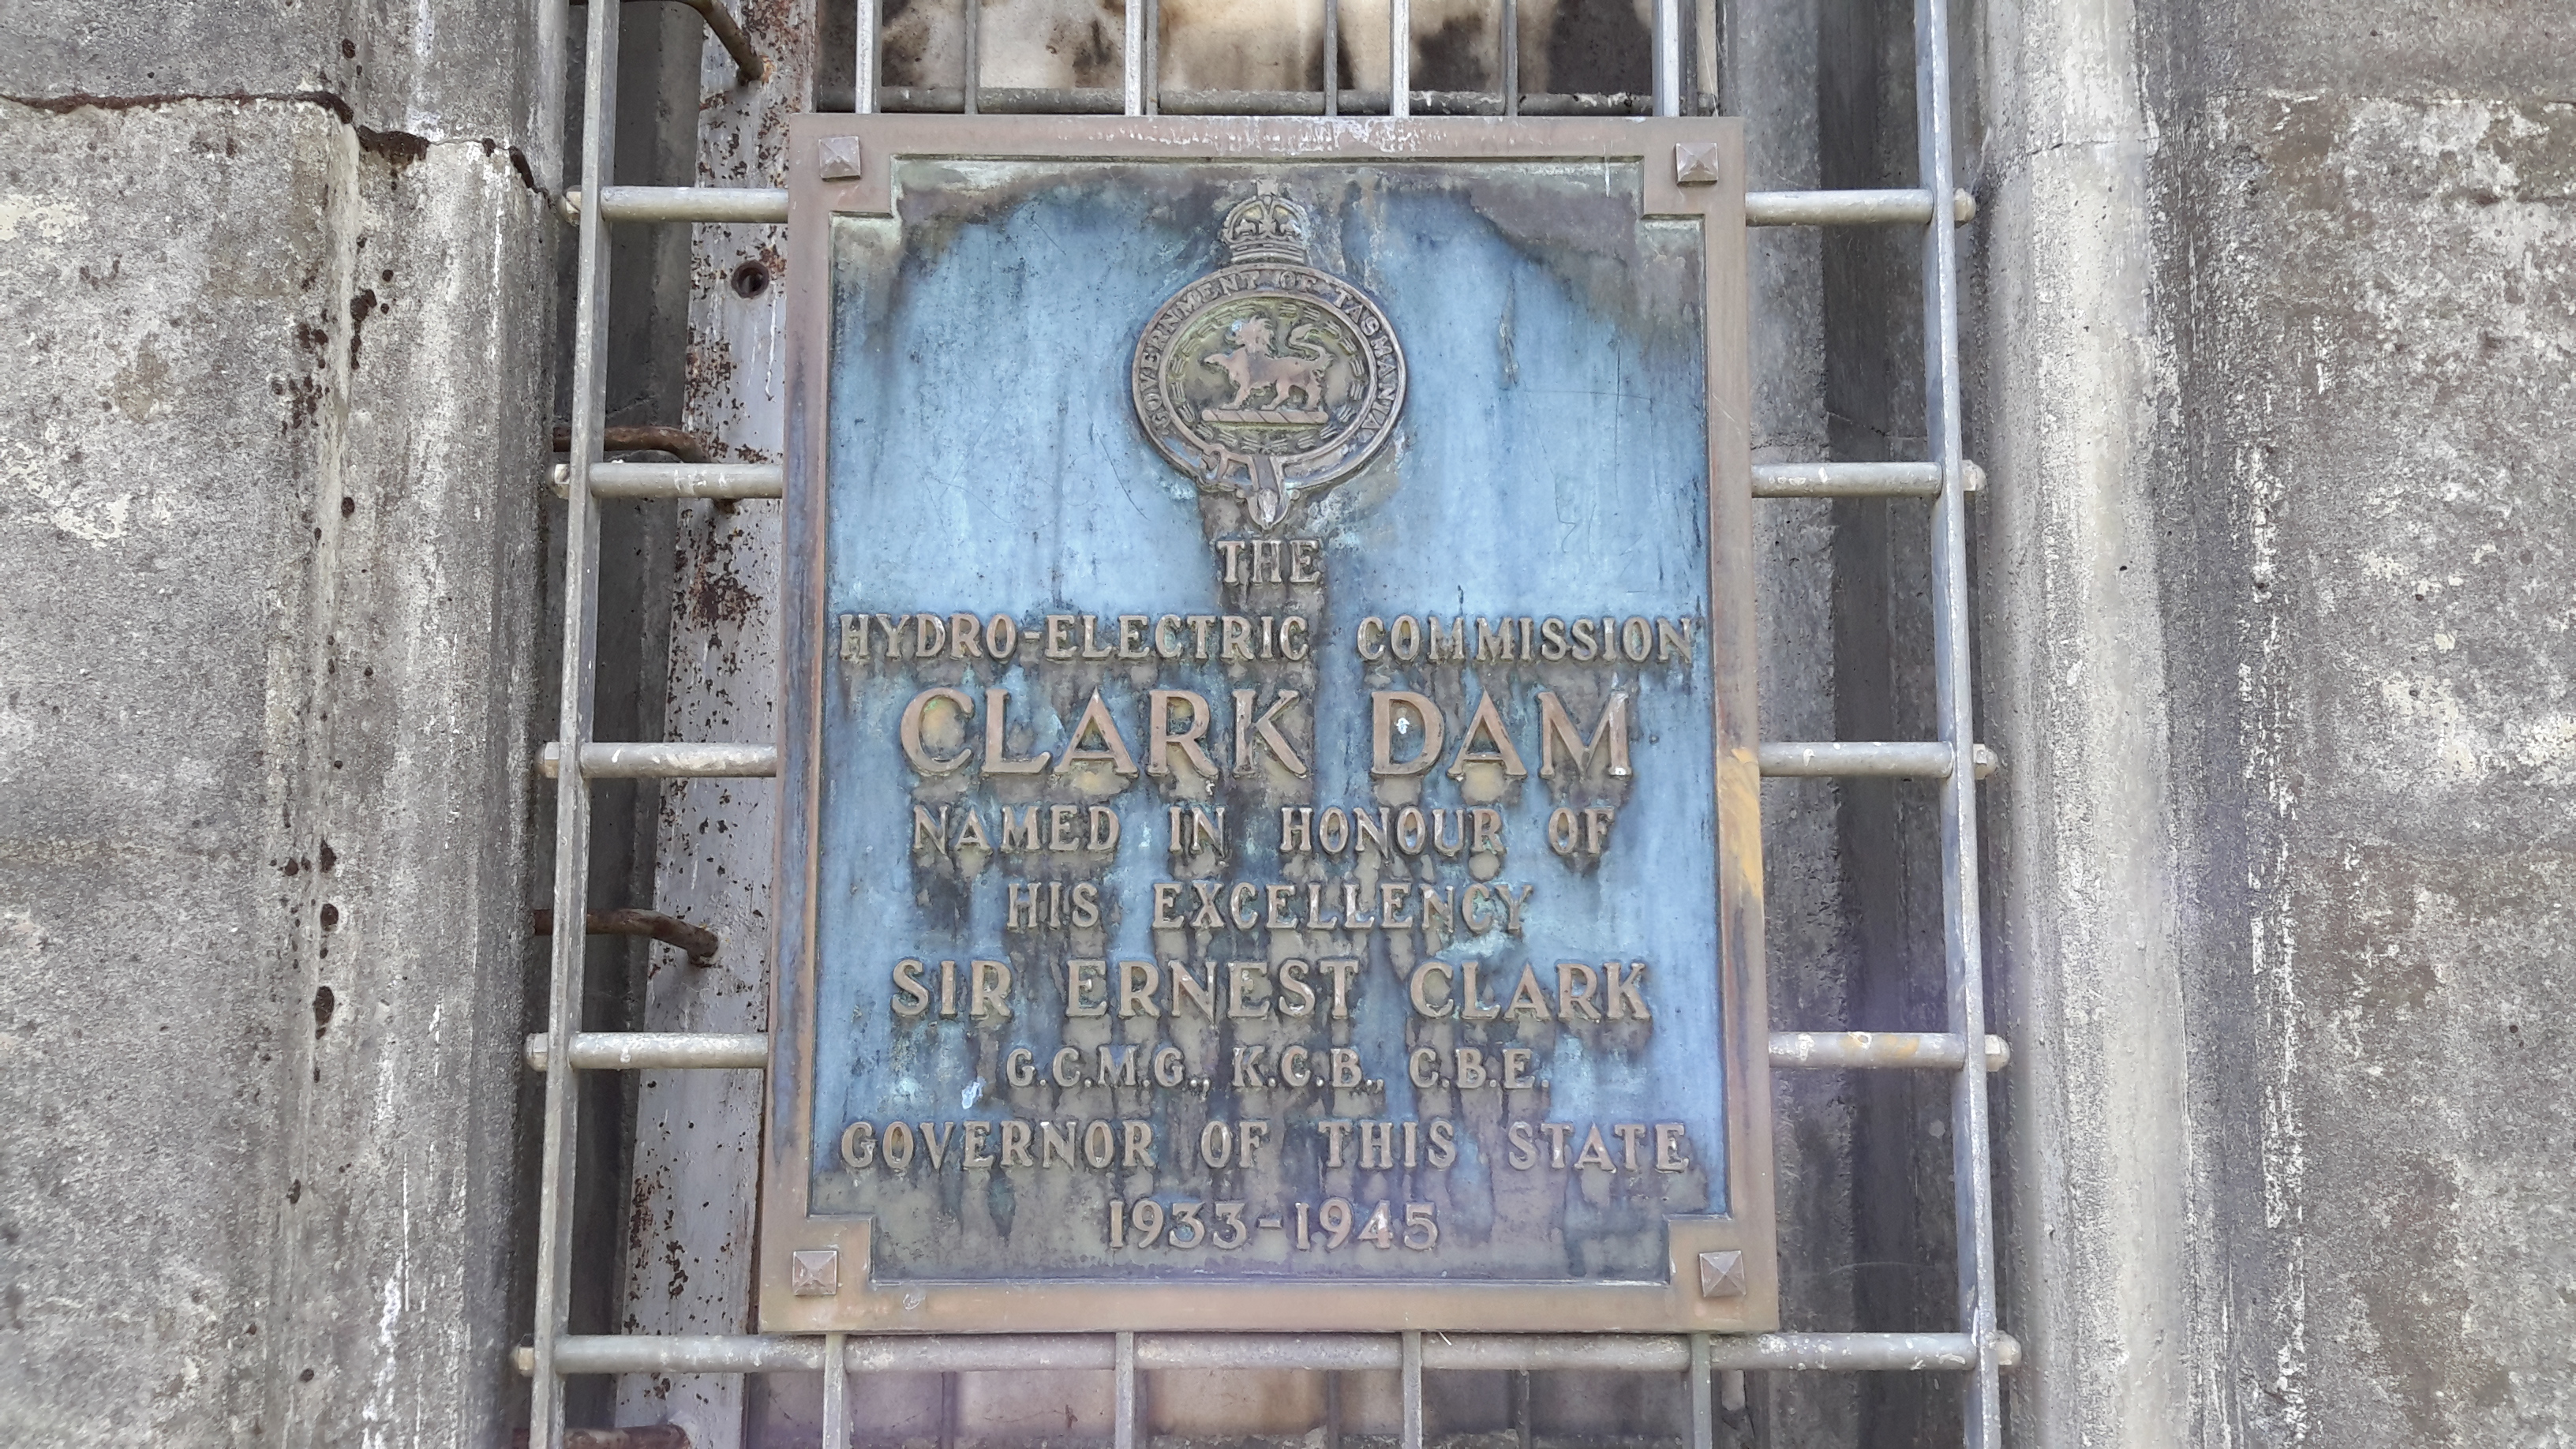 GOVERNMENT OF TASMANIA
THE
HYDRO-ELECTRIC COMMISSION
CLARK DAM
NAMED IN HONOUR OF
HIS EXCELLENCY
SIR ERNEST CLARK
G.C.M.G., K.C.B., C.B.E.
GOVERNOR OF THIS STATE
1933-1945